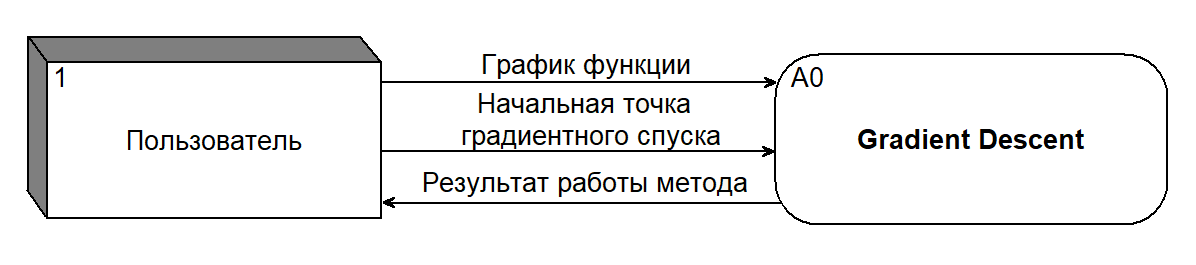 1
Пользователь
График функции
Начальная точка
градиентного спуска
Результат работы метода
A0
Gradient Descent